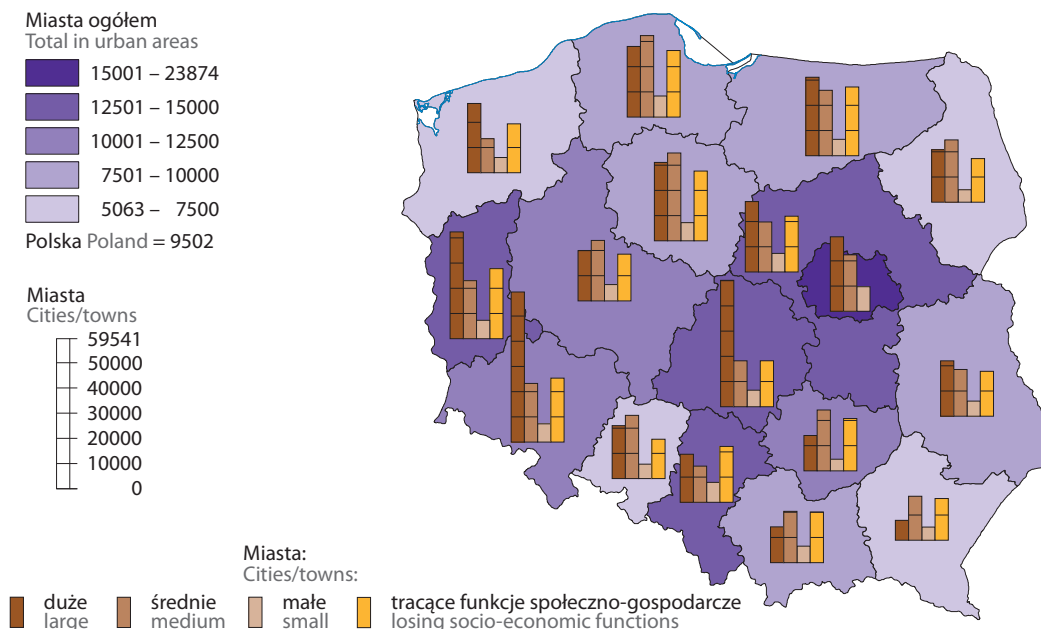 Miasta ogółem
Total in urban areas
15001 – 23874
12501 – 15000
10001 – 12500
7501 – 10000
5063 – 7500
Polska Poland = 9502
Miasta
Cities/towns
59541
50000
40000
30000
20000
10000
0
Miasta:
Cities/towns:
duże
large
średnie
medium
małe
small
tracące funkcje społeczno-gospodarcze
losing socio-economic functions